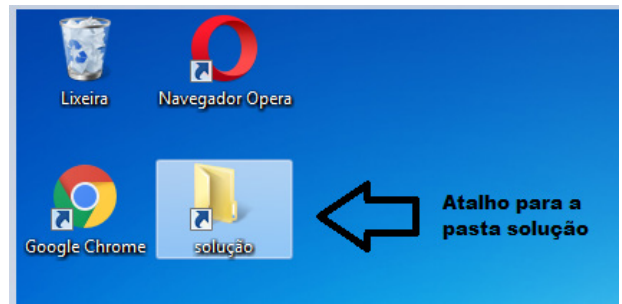 Lixeira
Navegador Opera
Google Chrome
solução
Atalho para a
pasta solução